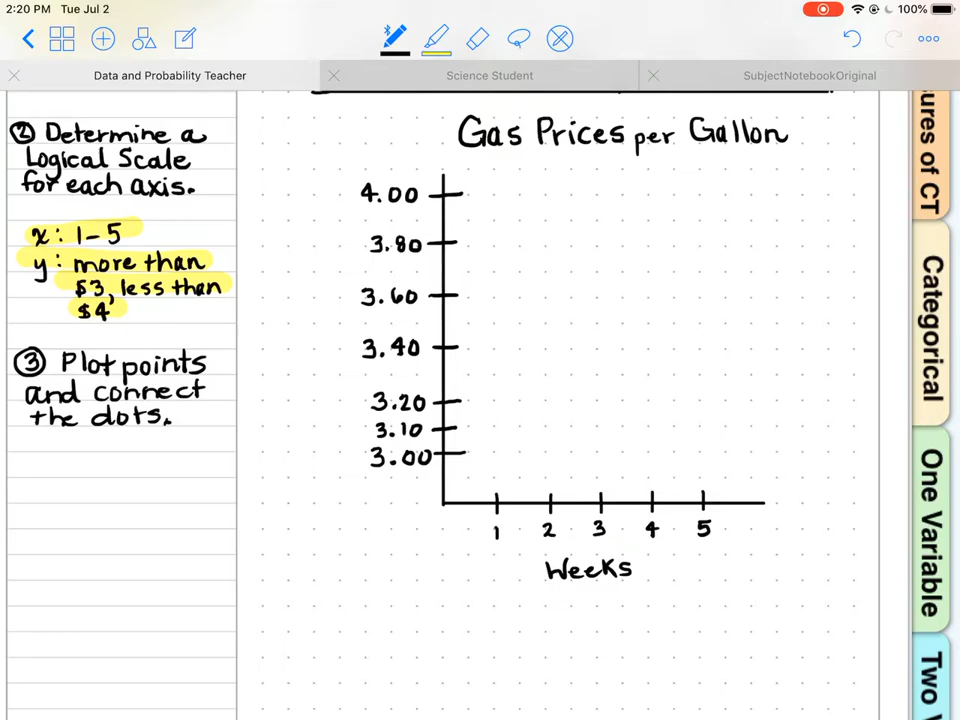 2:20 PM Tue Jul 2
100%
Data and Probability Teacher
Science Student
SubjectNotebookOriginal
② Determine a
Logical Scale
for each axis.
x: 1-5
y: more than
$3, less than
$4
③ Plot points
and connect
the dots.
Gas Prices per Gallon
4.00
3.80
3.60
3.40
3.20
3.10
3.00
1 2 3 4 5
Weeks
ures of CT
Categorical
One Variable
Two V